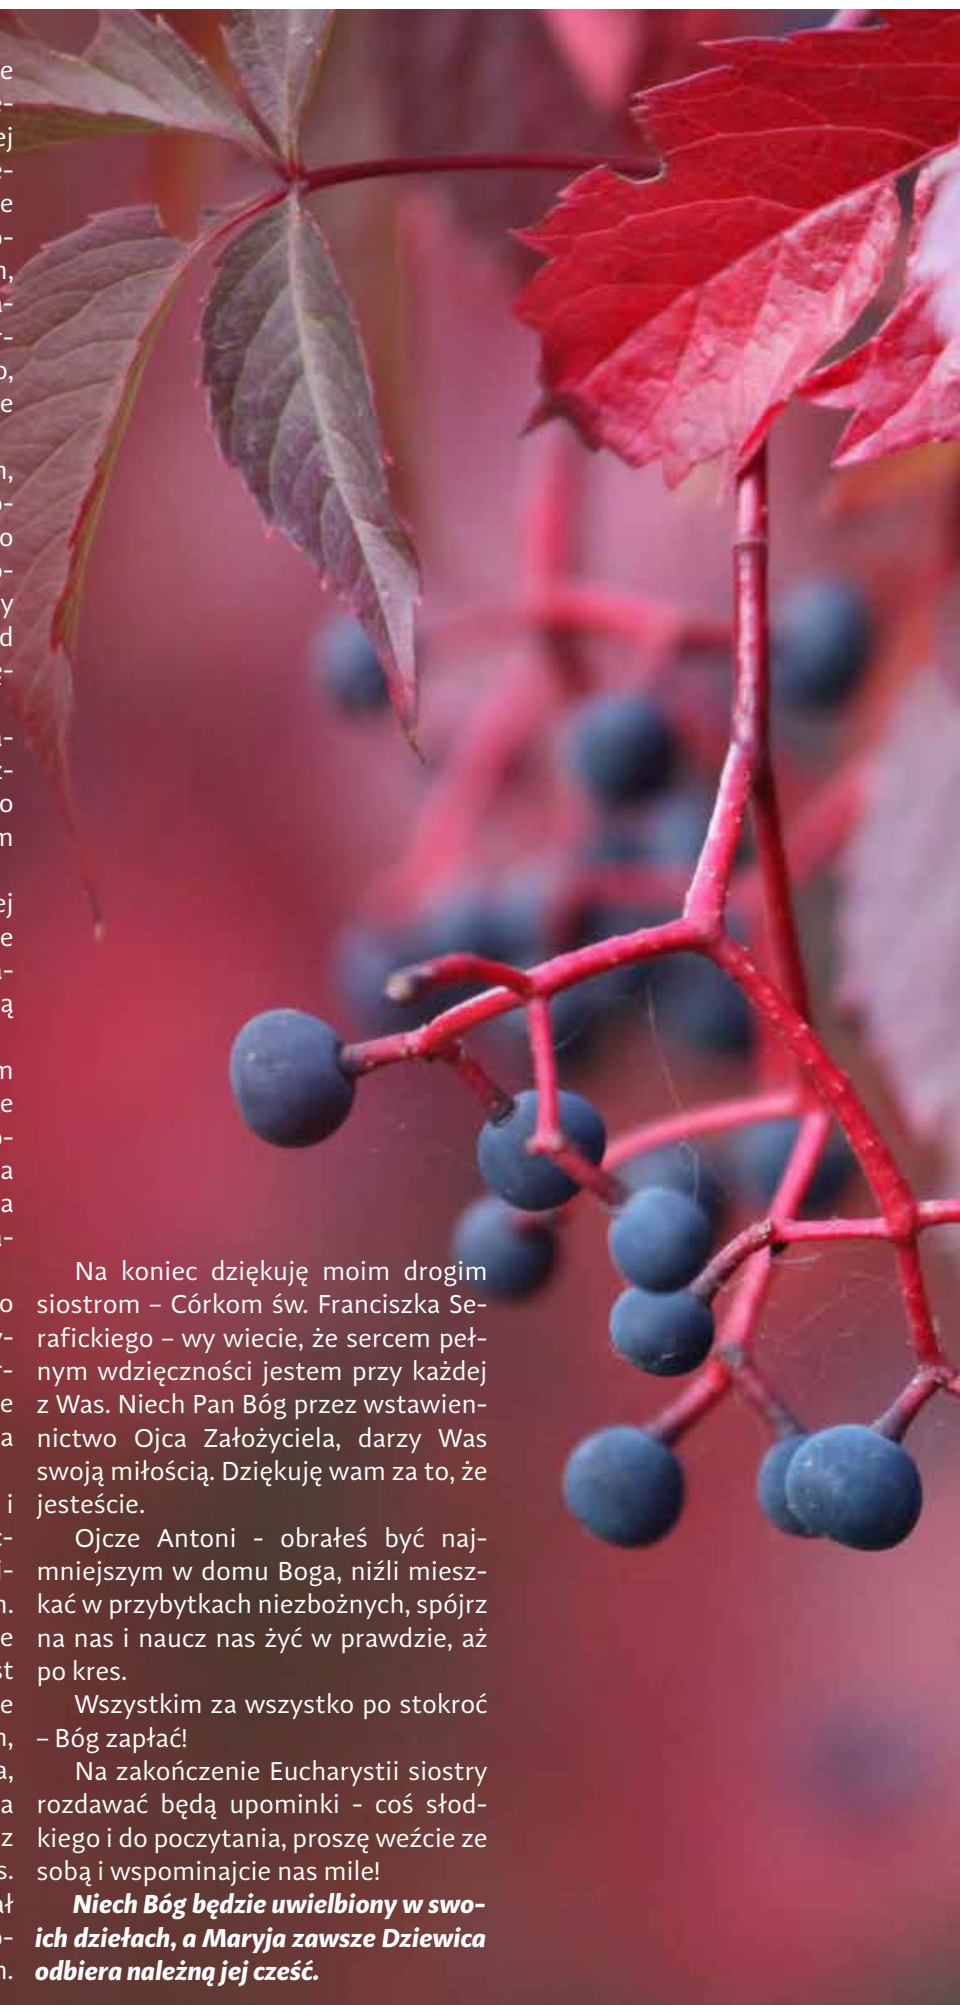 Na koniec dziękuję moim drogim
siostrom – Córkom św. Franciszka Se-
rafickiego – wy wiecie, że sercem peł-
nym wdzięczności jestem przy każdej
z Was. Niech Pan Bóg przez wstawien-
nictwo Ojca Założyciela, darzy Was
swoją miłością. Dziękuję wam za to, że
jesteście.
Ojcze Antoni - obrałeś być naj-
mniejszym w domu Boga, niźli miesz-
kać w przybytkach niezbożnych, spójrz
na nas i naucz nas żyć w prawdzie, aż
po kres.
Wszystkim za wszystko po stokroć
– Bóg zapłać!
Na zakończenie Eucharystii siostry
rozdawać będą upominki - coś słod-
kiego i do poczytania, proszę weźcie ze
sobą i wspominajcie nas mile!
Niech Bóg będzie uwielbiony w swo-
ich dziełach, a Maryja zawsze Dziewica
odbiera należną jej cześć.